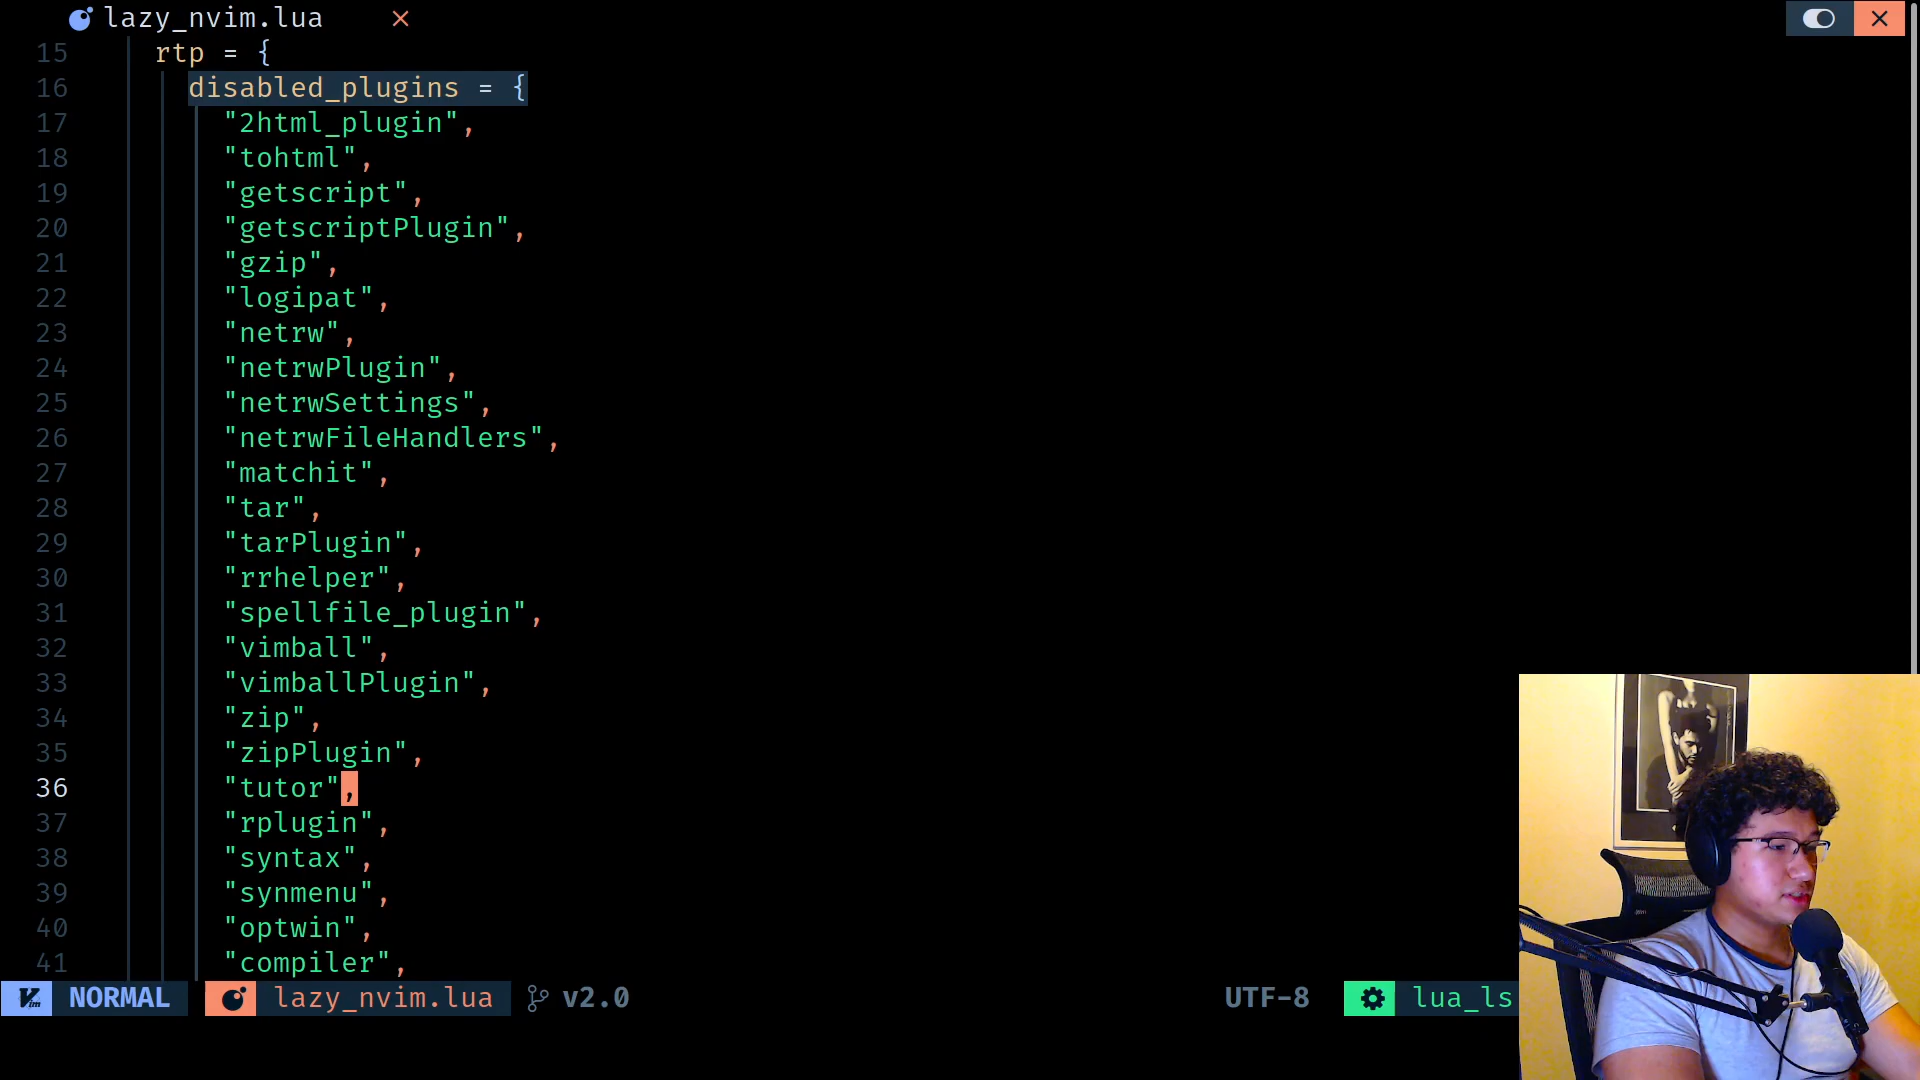 lazy_nvim.lua
15 rtp = {
16 disabled_plugins = {
17 "2html_plugin",
18 "tohtml",
19 "getscript",
20 "getscriptPlugin",
21 "gzip",
22 "logipat",
23 "netrw",
24 "netrwPlugin",
25 "netrwSettings",
26 "netrwFileHandlers",
27 "matchit",
28 "tar",
29 "tarPlugin",
30 "rrhelper",
31 "spellfile_plugin",
32 "vimball",
33 "vimballPlugin",
34 "zip",
35 "zipPlugin",
36 "tutor",
37 "rplugin",
38 "syntax",
39 "synmenu",
40 "optwin",
41 "compiler",
NORMAL lazy_nvim.lua v2.0 UTF-8 lua_ls